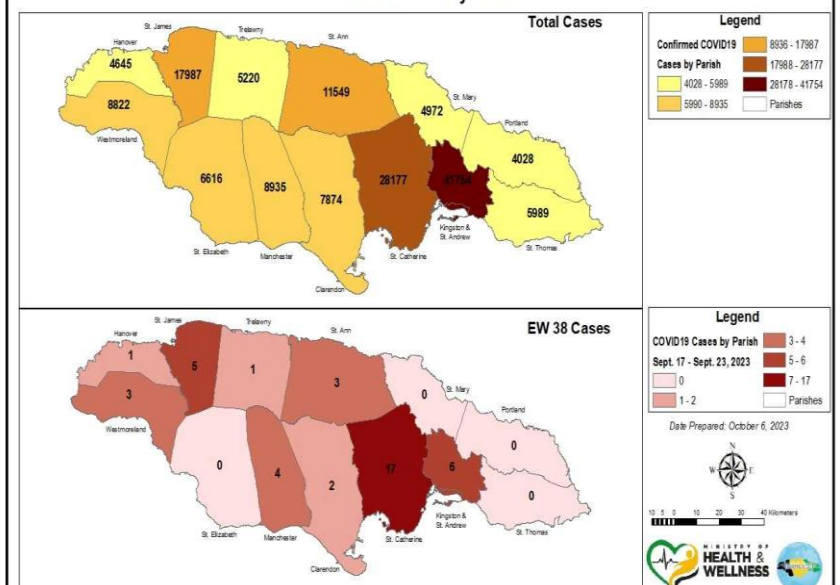 Total Cases
St. James
Trelawny
St. Ann
Hanover
4645
17987
5220
11549
8822
4972
St. Mary
Portland
Westmoreland
6616
8935
7874
28177
41754
4028
5989
Kingston &
St. Andrew
St. Thomas
St. Elizabeth
Manchester
St. Catherine
Clarendon
Legend
Confirmed COVID19
Cases by Parish
4028 - 5989
5990 - 8935
8936 - 17987
17988 - 28177
28178 - 41754
Parishes
EW 38 Cases
St. James
Trelawny
St. Ann
Hanover
1
5
1
3
3
0
St. Mary
Portland
Westmoreland
0
4
2
17
6
0
0
Kingston &
St. Andrew
St. Thomas
St. Elizabeth
Manchester
St. Catherine
Clarendon
Legend
COVID19 Cases by Parish
Sept. 17 - Sept. 23, 2023
0
1 - 2
3 - 4
5 - 6
7 - 17
Parishes
Date Prepared: October 6, 2023
N
W E
S
10 5 0 10 20 30 40 Kilometers
MINISTRY OF
HEALTH &
WELLNESS